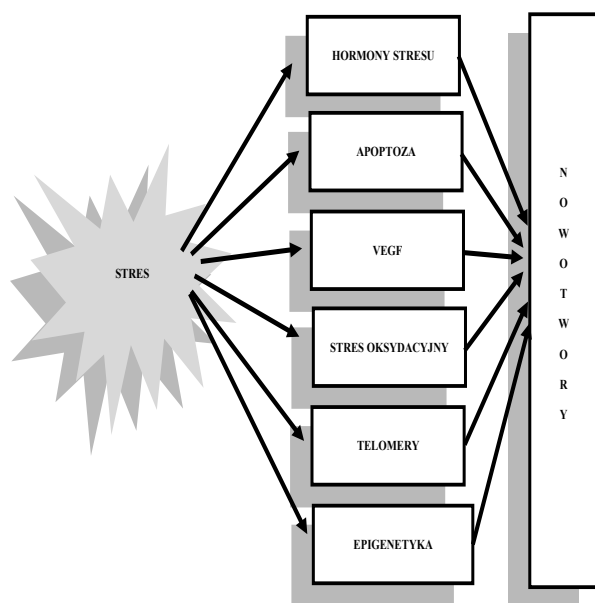 HORMONY STRESU
APOPTOZA
VEGF
STRES
STRES OKSYDACYJNY
TELOMERY
EPIGENETYKA
N
O
W
O
T
W
O
R
Y